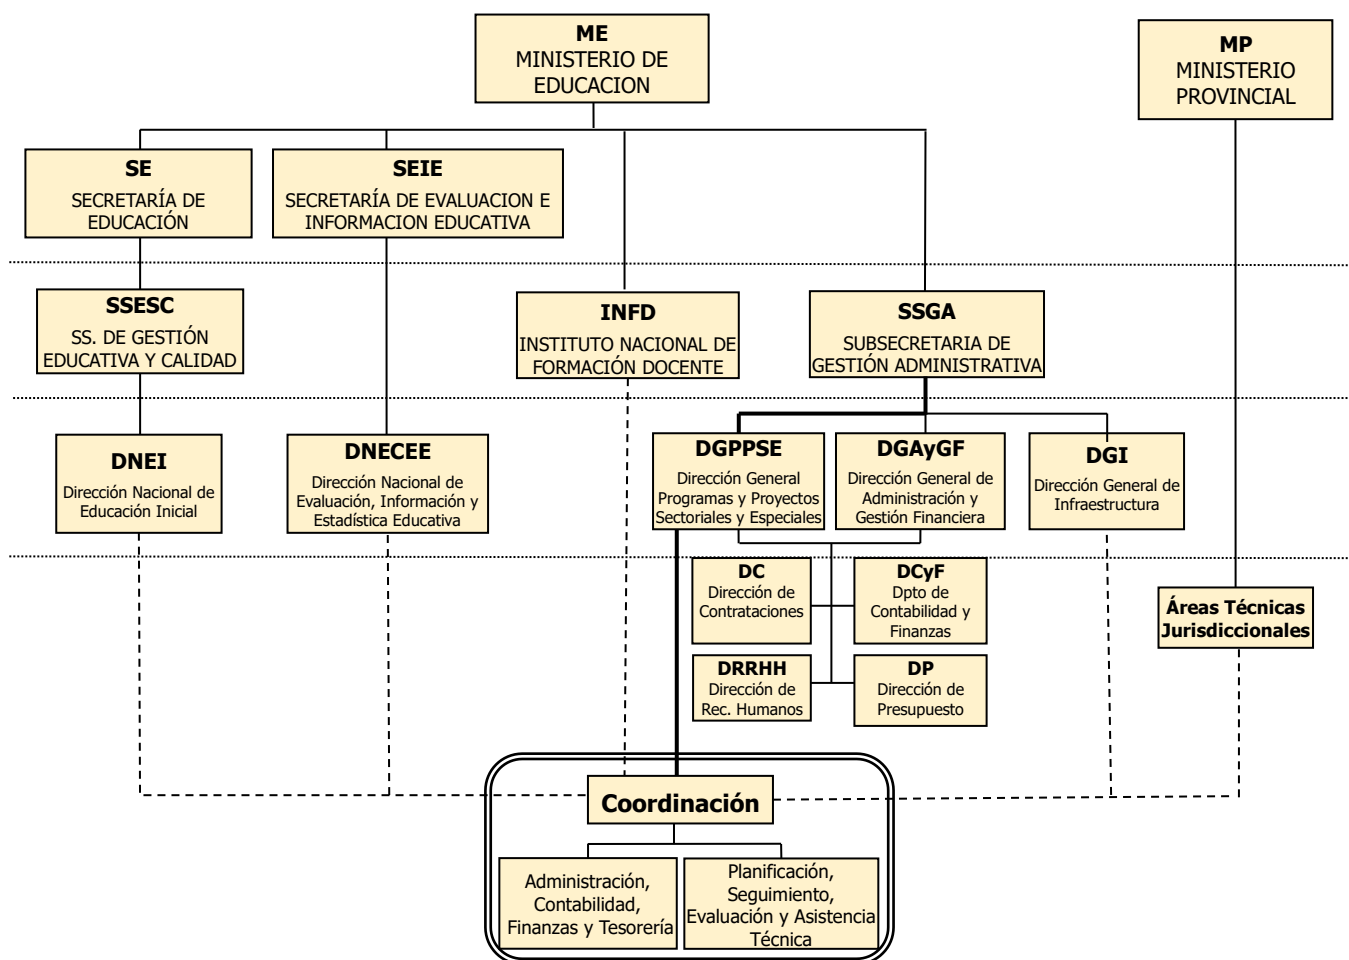 ME
MINISTERIO DE
EDUCACION
MP
MINISTERIO
PROVINCIAL
SE
SECRETARÍA DE
EDUCACIÓN
SEIE
SECRETARÍA DE EVALUACION E
INFORMACION EDUCATIVA
SSESC
SS. DE GESTIÓN
EDUCATIVA Y CALIDAD
INFD
INSTITUTO NACIONAL DE
FORMACIÓN DOCENTE
SSGA
SUBSECRETARIA DE
GESTIÓN ADMINISTRATIVA
DNEI
Dirección Nacional de
Educación Inicial
DNECEE
Dirección Nacional de
Evaluación, Información y
Estadística Educativa
DGPPSE
Dirección General
Programas y Proyectos
Sectoriales y Especiales
DGAyGF
Dirección General de
Administración y
Gestión Financiera
DGI
Dirección General de
Infraestructura
DC
Dirección de
Contrataciones
DCyF
Dpto de
Contabilidad y
Finanzas
Áreas Técnicas
Jurisdiccionales
DRRHH
Dirección de
Rec. Humanos
DP
Dirección de
Presupuesto
Coordinación
Administración,
Contabilidad,
Finanzas y Tesorería
Planificación,
Seguimiento,
Evaluación y Asistencia
Técnica